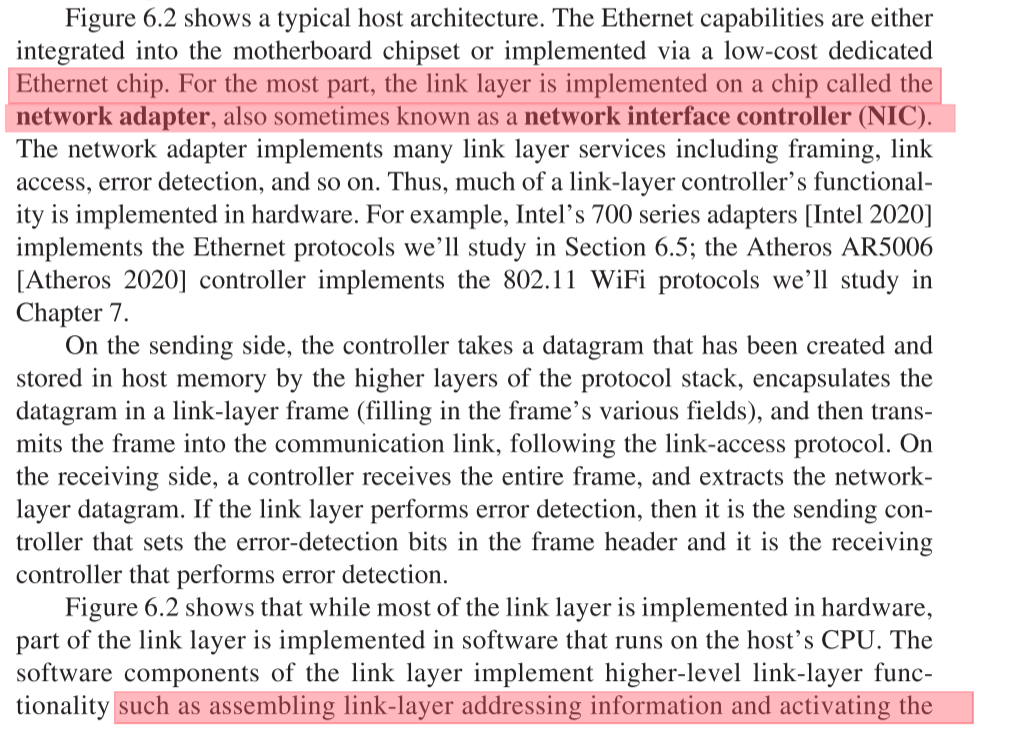 Figure 6.2 shows a typical host architecture. The Ethernet capabilities are either
integrated into the motherboard chipset or implemented via a low-cost dedicated
Ethernet chip. For the most part, the link layer is implemented on a chip called the
network adapter, also sometimes known as a network interface controller (NIC).
The network adapter implements many link layer services including framing, link
access, error detection, and so on. Thus, much of a link-layer controller’s functional-
ity is implemented in hardware. For example, Intel’s 700 series adapters [Intel 2020]
implements the Ethernet protocols we’ll study in Section 6.5; the Atheros AR5006
[Atheros 2020] controller implements the 802.11 WiFi protocols we’ll study in
Chapter 7.
On the sending side, the controller takes a datagram that has been created and
stored in host memory by the higher layers of the protocol stack, encapsulates the
datagram in a link-layer frame (filling in the frame’s various fields), and then trans-
mits the frame into the communication link, following the link-access protocol. On
the receiving side, a controller receives the entire frame, and extracts the network-
layer datagram. If the link layer performs error detection, then it is the sending con-
troller that sets the error-detection bits in the frame header and it is the receiving
controller that performs error detection.
Figure 6.2 shows that while most of the link layer is implemented in hardware,
part of the link layer is implemented in software that runs on the host’s CPU. The
software components of the link layer implement higher-level link-layer func-
tionality such as assembling link-layer addressing information and activating the